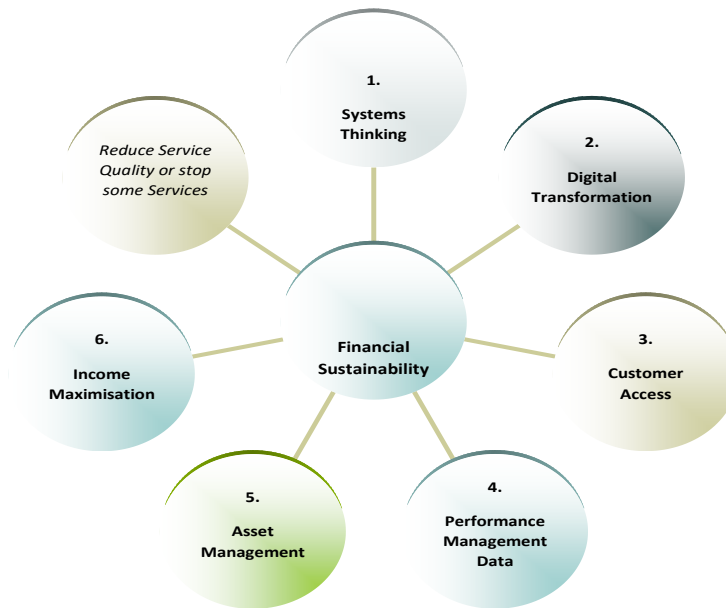 1.
Systems
Thinking
2.
Digital
Transformation
3.
Customer
Access
4.
Performance
Management
Data
5.
Asset
Management
6.
Income
Maximisation
Reduce Service
Quality or stop
some Services
Financial
Sustainability